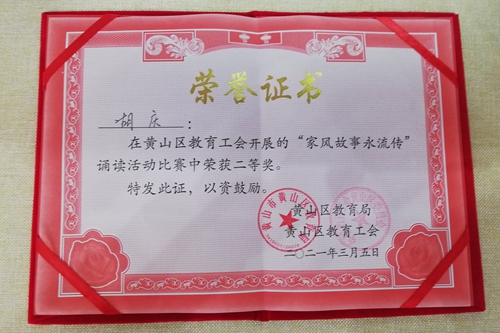 荣誉证书
胡庆：
在黄山区教育工会开展的“家风故事永流传”
诵读活动比赛中荣获二等奖。
特发此证，以资鼓励。
黄山区教育局
黄山区教育工会
二〇二一年三月五日